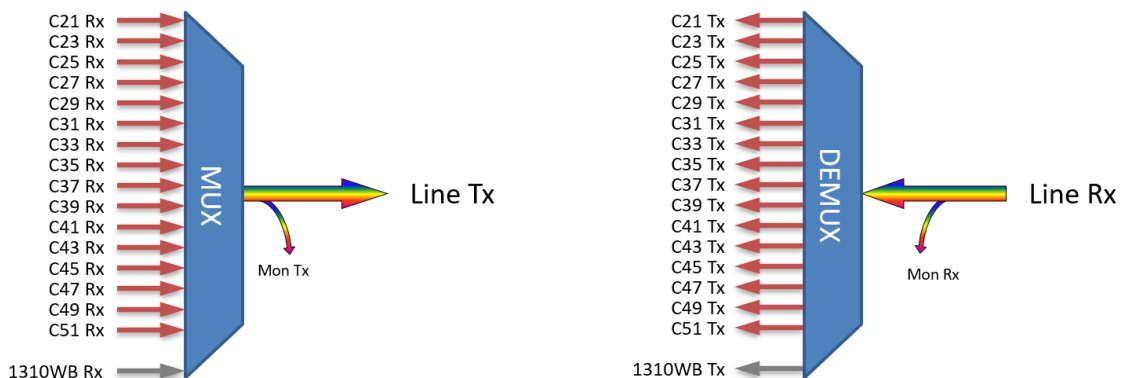 C21 Rx
C23 Rx
C25 Rx
C27 Rx
C29 Rx
C31 Rx
C33 Rx
C35 Rx
C37 Rx
C39 Rx
C41 Rx
C43 Rx
C45 Rx
C47 Rx
C49 Rx
C51 Rx
1310WB Rx
MUX
Line Tx
Mon Tx
C21 Tx
C23 Tx
C25 Tx
C27 Tx
C29 Tx
C31 Tx
C33 Tx
C35 Tx
C37 Tx
C39 Tx
C41 Tx
C43 Tx
C45 Tx
C47 Tx
C49 Tx
C51 Tx
1310WB Tx
DEMUX
Line Rx
Mon Rx